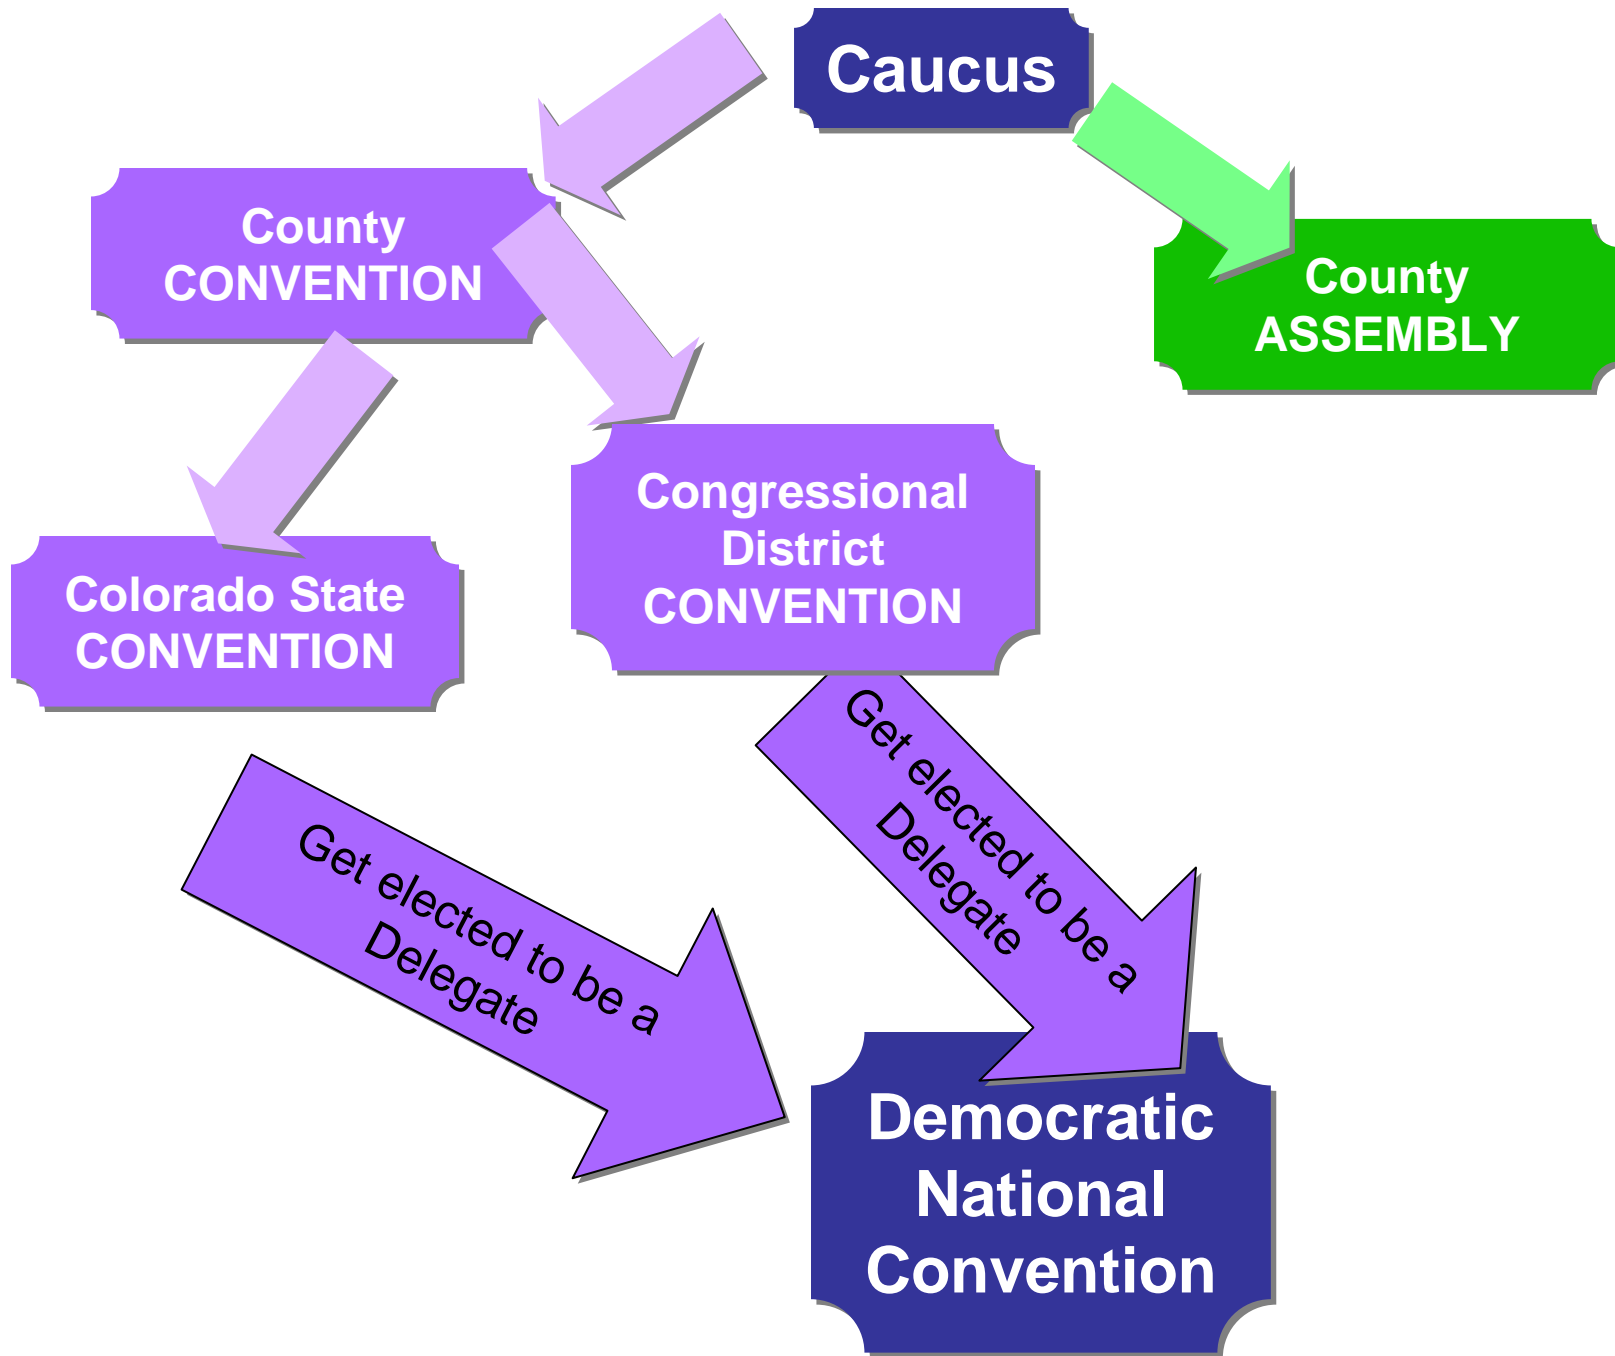 Caucus
County
CONVENTION
County
ASSEMBLY
Congressional
District
CONVENTION
Colorado State
CONVENTION
Get elected to be a
Delegate
Get elected to be a
Delegate
Democratic
National
Convention